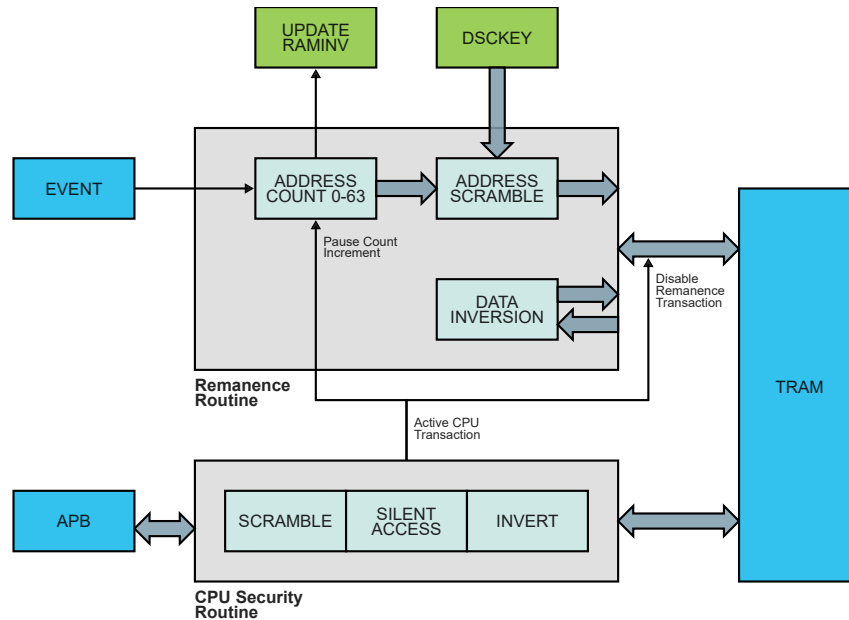 UPDATE
RAMINV
DSCKEY
EVENT
ADDRESS
COUNT 0-63
ADDRESS
SCRAMBLE
Pause Count
Increment
Disable
Remanence
Transaction
DATA
INVERSION
TRAM
Remanence
Routine
Active CPU
Transaction
APB
SCRAMBLE
SILENT
ACCESS
INVERT
CPU Security
Routine